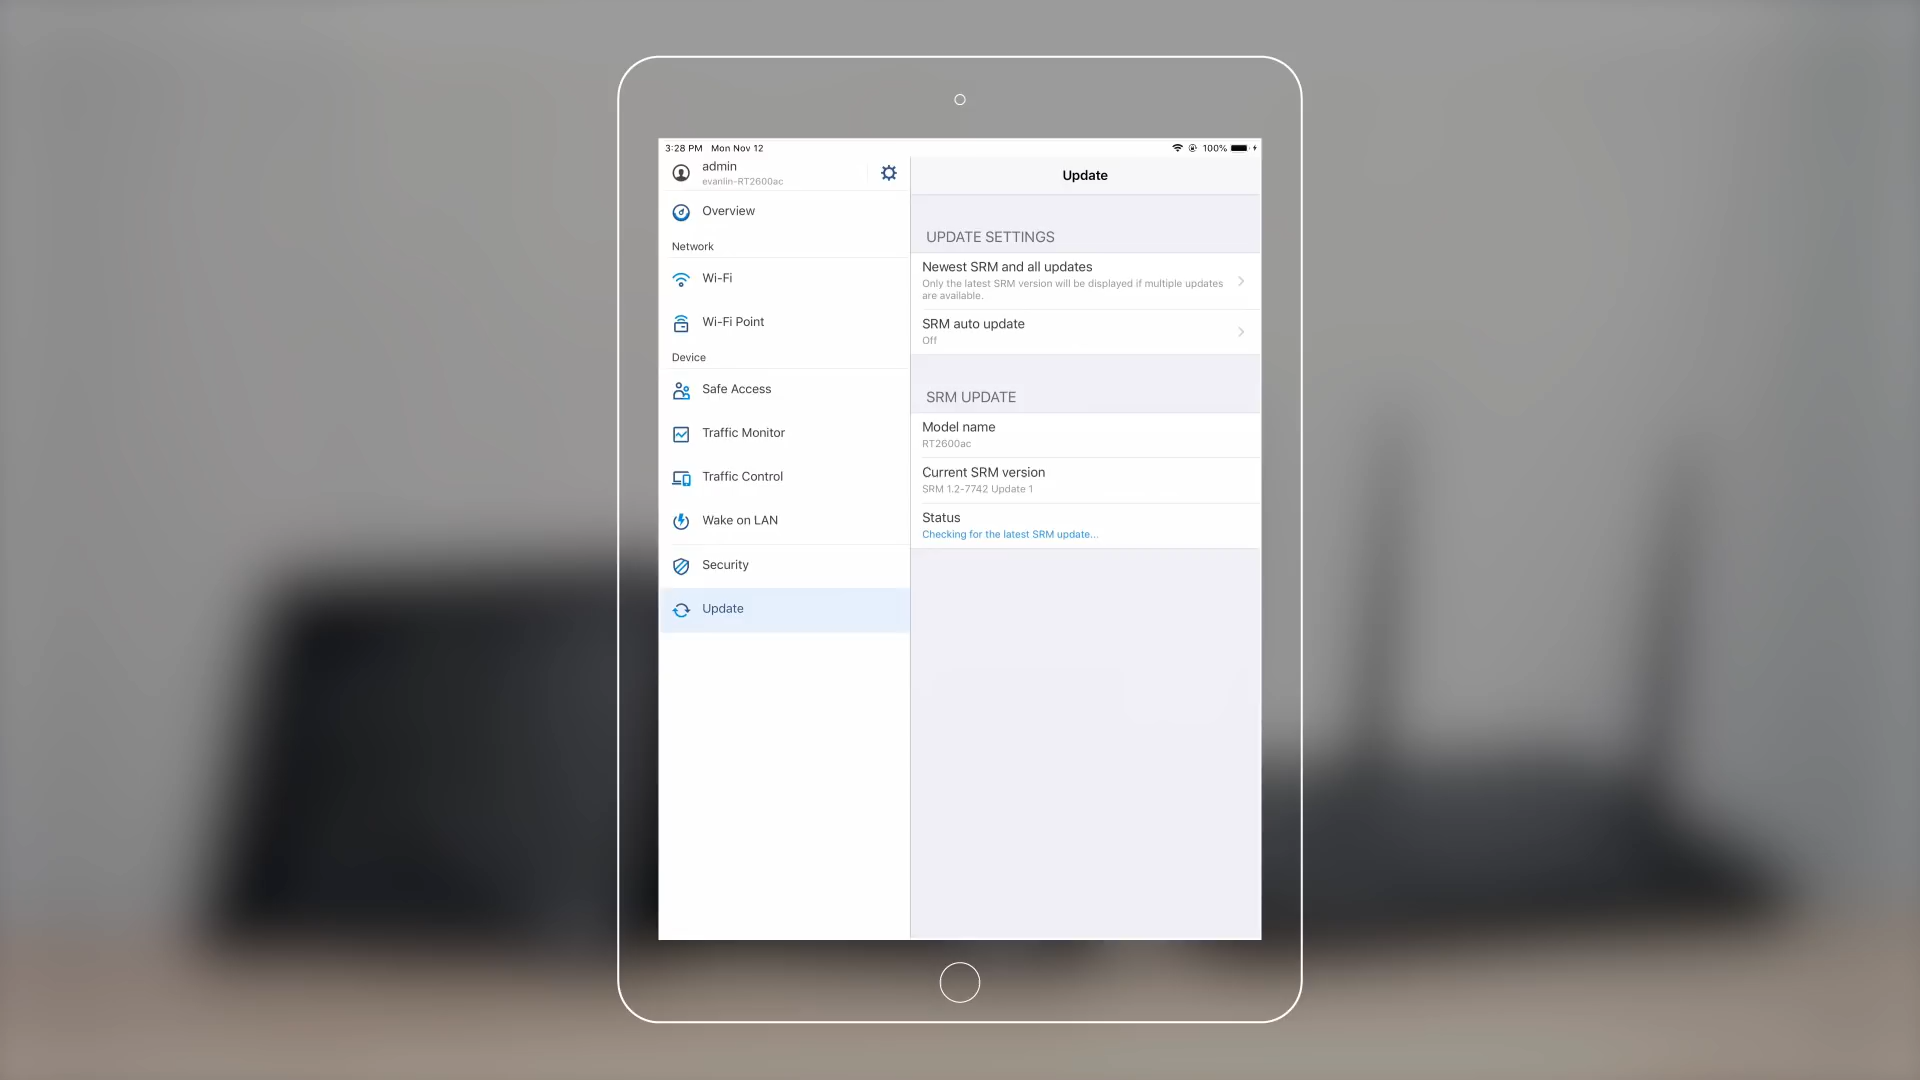 3:28 PM Mon Nov 12
100%
admin
evanlin-RT2600ac
Overview
Network
Wi-Fi
Wi-Fi Point
Device
Safe Access
Traffic Monitor
Traffic Control
Wake on LAN
Security
Update
Update
UPDATE SETTINGS
Newest SRM and all updates
Only the latest SRM version will be displayed if multiple updates
are available.
SRM auto update
Off
SRM UPDATE
Model name
RT2600ac
Current SRM version
SRM 1.2-7742 Update 1
Status
Checking for the latest SRM update...